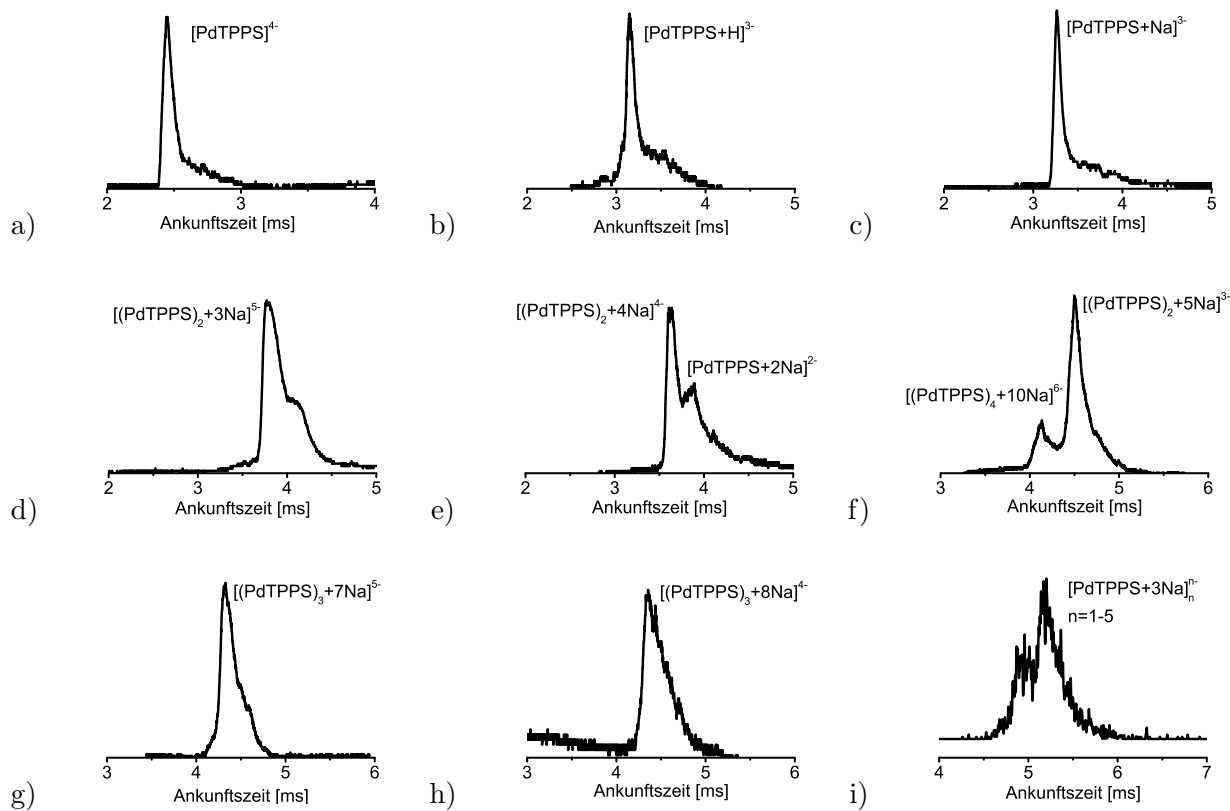 [PdTPPS]4-
2 3 4
Ankunftszeit [ms]
a)
[PdTPPS+H]3-
2 3 4 5
Ankunftszeit [ms]
b)
[PdTPPS+Na]3-
2 3 4 5
Ankunftszeit [ms]
c)
[(PdTPPS)2+3Na]5-
2 3 4 5
Ankunftszeit [ms]
d)
[(PdTPPS)2+4Na]4-
[PdTPPS+2Na]2-
2 3 4 5
Ankunftszeit [ms]
e)
[(PdTPPS)2+5Na]3-
[(PdTPPS)4+10Na]6-
3 4 5 6
Ankunftszeit [ms]
f)
[(PdTPPS)3+7Na]5-
3 4 5 6
Ankunftszeit [ms]
g)
[(PdTPPS)3+8Na]4-
3 4 5 6
Ankunftszeit [ms]
h)
[PdTPPS+3Na]n n-
n=1-5
4 5 6 7
Ankunftszeit [ms]
i)